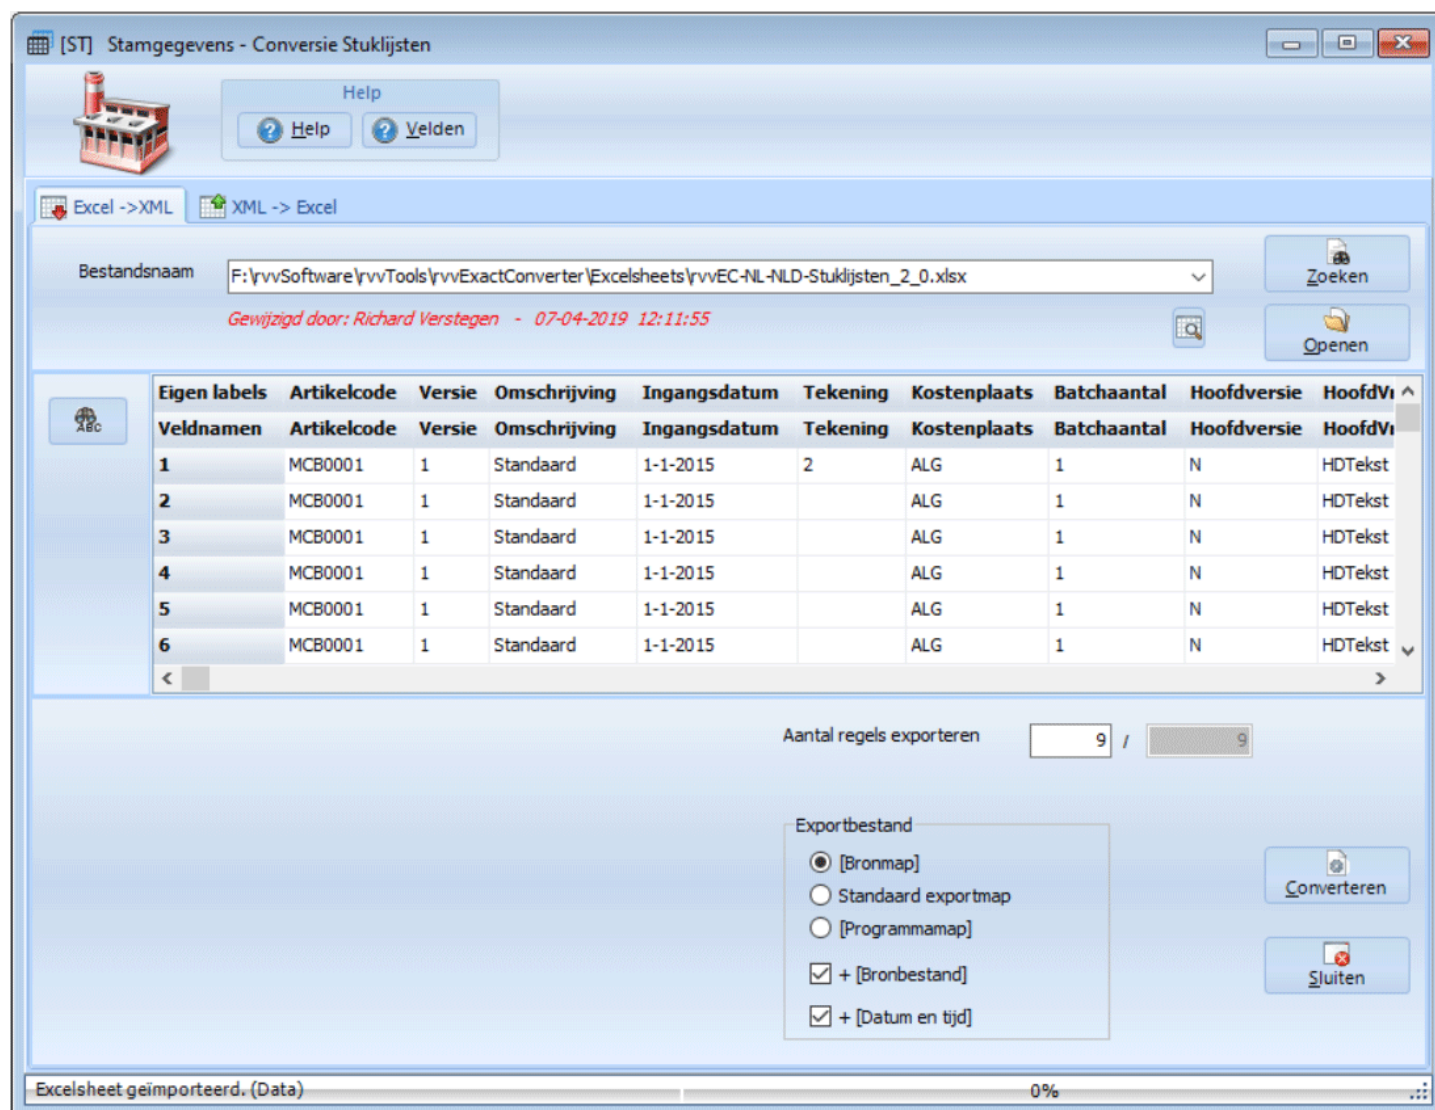 [ST] Stamgegevens - Conversie Stuklijsten
Help
Help Velden
Excel ->XML XML -> Excel
Bestandsnaam F:\rvvSoftware\rvvTools\rvvExactConverter\Excelsheets\rvvEC-NL-NLD-Stuklijsten_2_0.xlsx Zoeken
Gewijzigd door: Richard Verstegen - 07-04-2019 12:11:55
Openen
Eigen labels Artikelcode Versie Omschrijving Ingangsdatum Tekening Kostenplaats Batchaantal Hoofdversie HoofdVr
ABC
Veldnamen Artikelcode Versie Omschrijving Ingangsdatum Tekening Kostenplaats Batchaantal Hoofdversie HoofdVr
1 MCB0001 1 Standaard 1-1-2015 2 ALG 1 N HDTekst
2 MCB0001 1 Standaard 1-1-2015 ALG 1 N HDTekst
3 MCB0001 1 Standaard 1-1-2015 ALG 1 N HDTekst
4 MCB0001 1 Standaard 1-1-2015 ALG 1 N HDTekst
5 MCB0001 1 Standaard 1-1-2015 ALG 1 N HDTekst
6 MCB0001 1 Standaard 1-1-2015 ALG 1 N HDTekst
Aantal regels exporteren 9 / 9
Exportbestand
[Bronmap]
Standaard exportmap
[Programmamap]
+ [Bronbestand]
+ [Datum en tijd]
Converteren
Sluiten
Excelsheet geïmporteerd. (Data) 0%